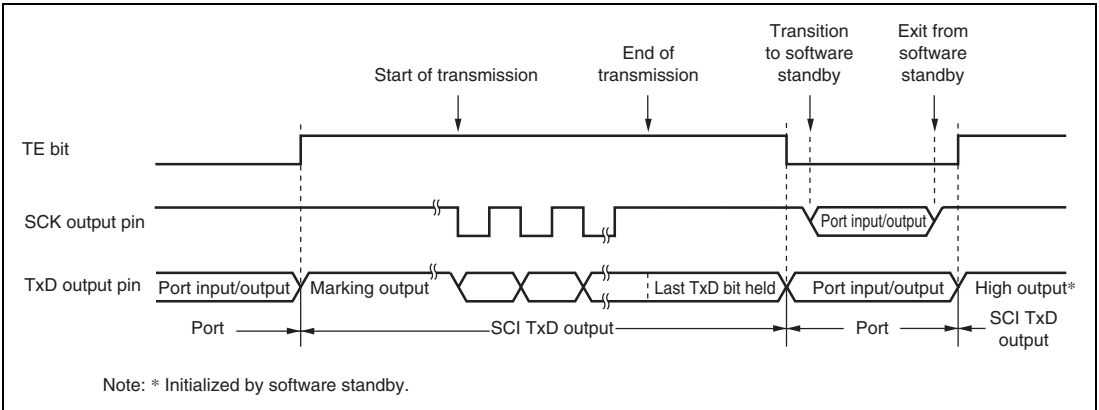 Start of transmission
End of
transmission
Transition
to software
standby
Exit from
software
standby
TE bit
SCK output pin
Port input/output
TxD output pin
Port input/output
Marking output
Last TxD bit held
Port input/output
High output*
Port
SCI TxD output
Port
SCI TxD
output
Note: * Initialized by software standby.